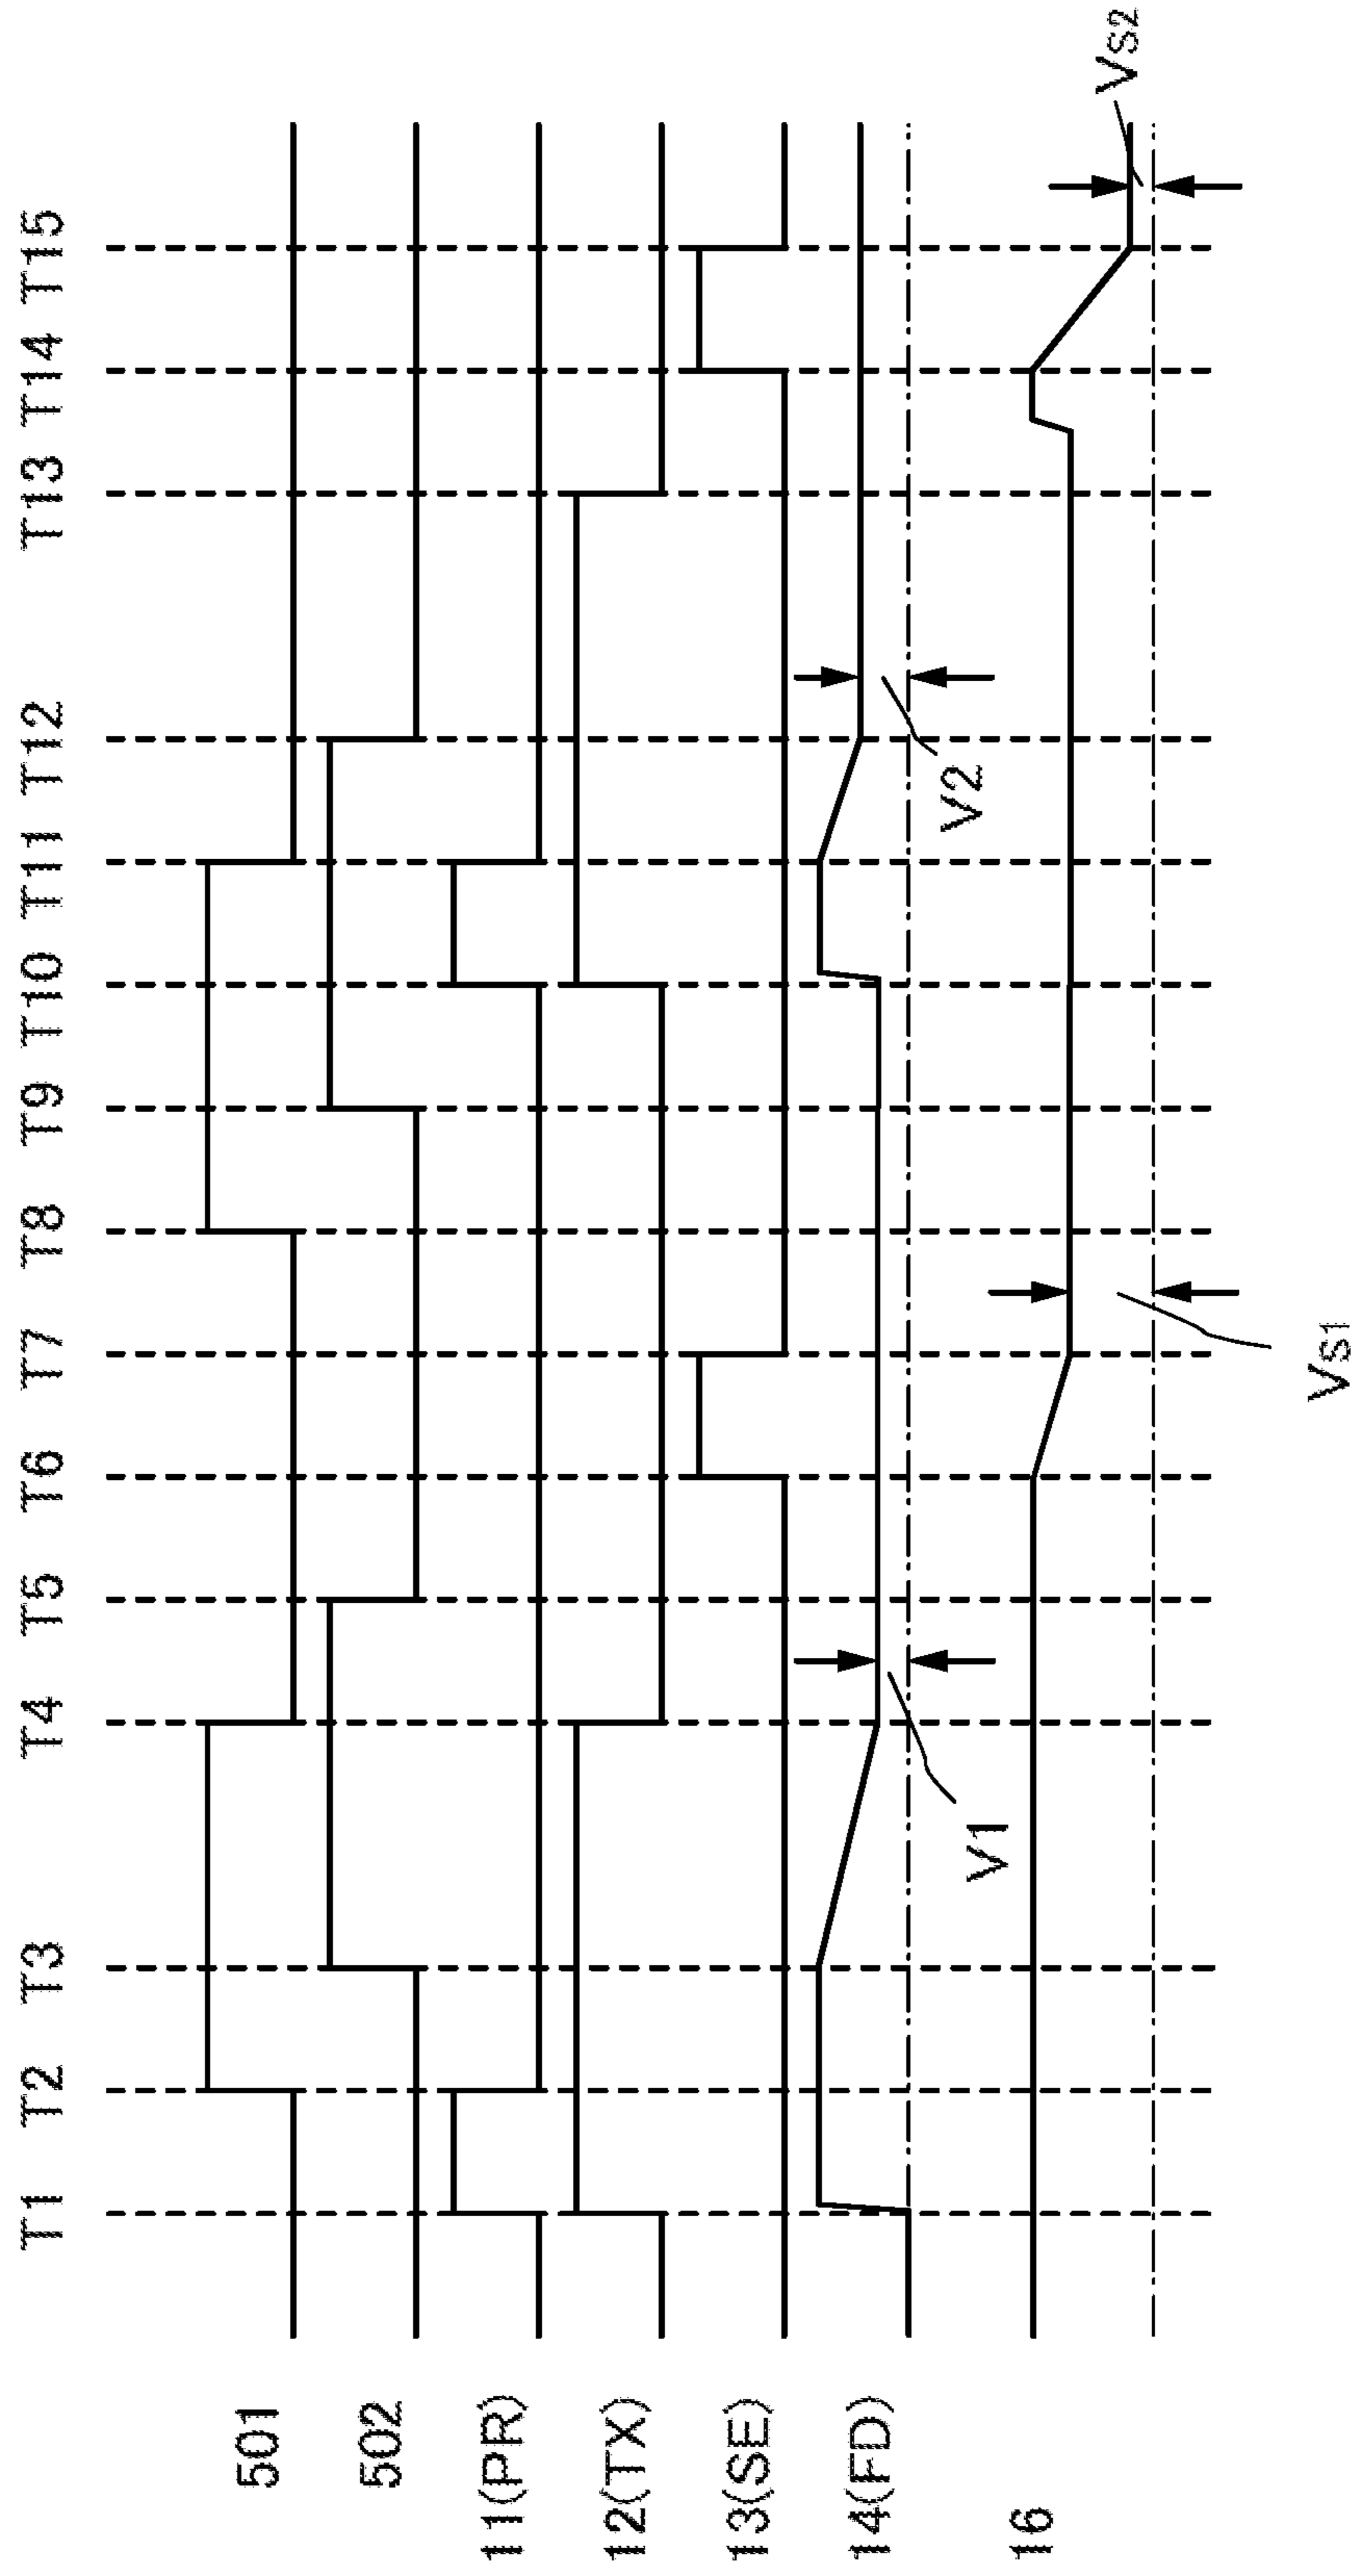 T1 T2 T3 T4 T5 T6 T7 T8 T9 T10 T11 T12 T13 T14 T15
501
502
11(PR)
12(TX)
13(SE)
14(FD)
V1
V2
16
VS1
VS2